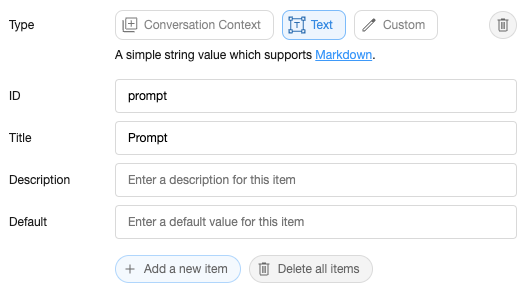 Type Conversation Context Text Custom
A simple string value which supports Markdown.
ID prompt
Title Prompt
Description Enter a description for this item
Default Enter a default value for this item
+ Add a new item Delete all items